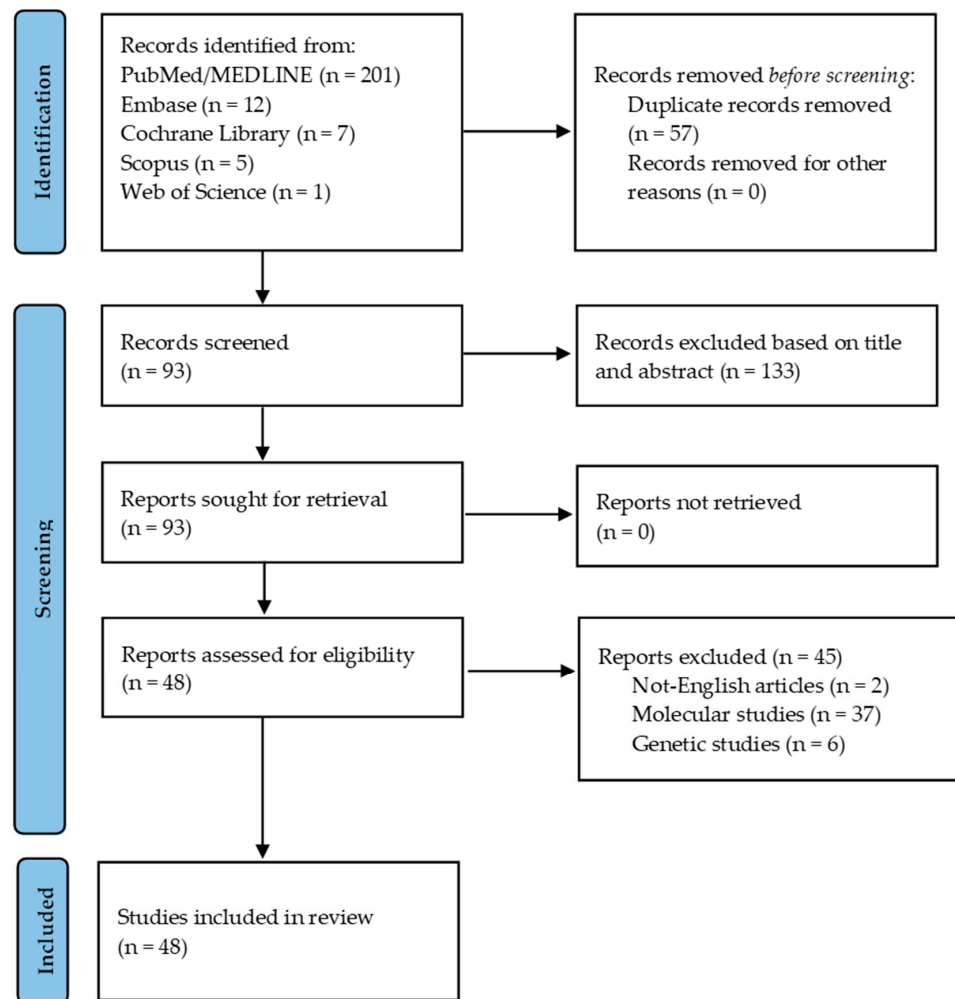 Identification
Records identified from:
PubMed/MEDLINE (n = 201)
Embase (n = 12)
Cochrane Library (n = 7)
Scopus (n = 5)
Web of Science (n = 1)
Records removed before screening:
Duplicate records removed
(n = 57)
Records removed for other
reasons (n = 0)
Screening
Records screened
(n = 93)
Records excluded based on title
and abstract (n = 133)
Reports sought for retrieval
(n = 93)
Reports not retrieved
(n = 0)
Reports assessed for eligibility
(n = 48)
Reports excluded (n = 45)
Not-English articles (n = 2)
Molecular studies (n = 37)
Genetic studies (n = 6)
Included
Studies included in review
(n = 48)